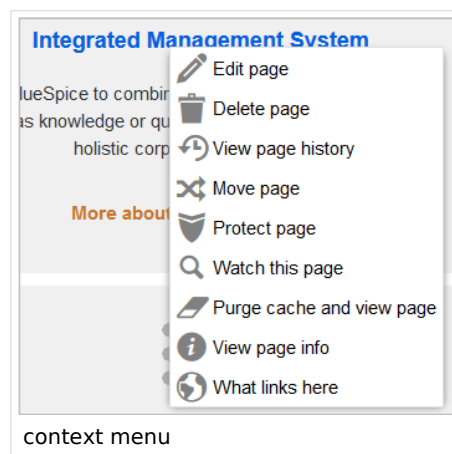 Integrated Management System
lueSpice to combin
as knowledge or qu
holistic corp
More about
Edit page
Delete page
View page history
Move page
Protect page
Watch this page
Purge cache and view page
View page info
What links here
context menu